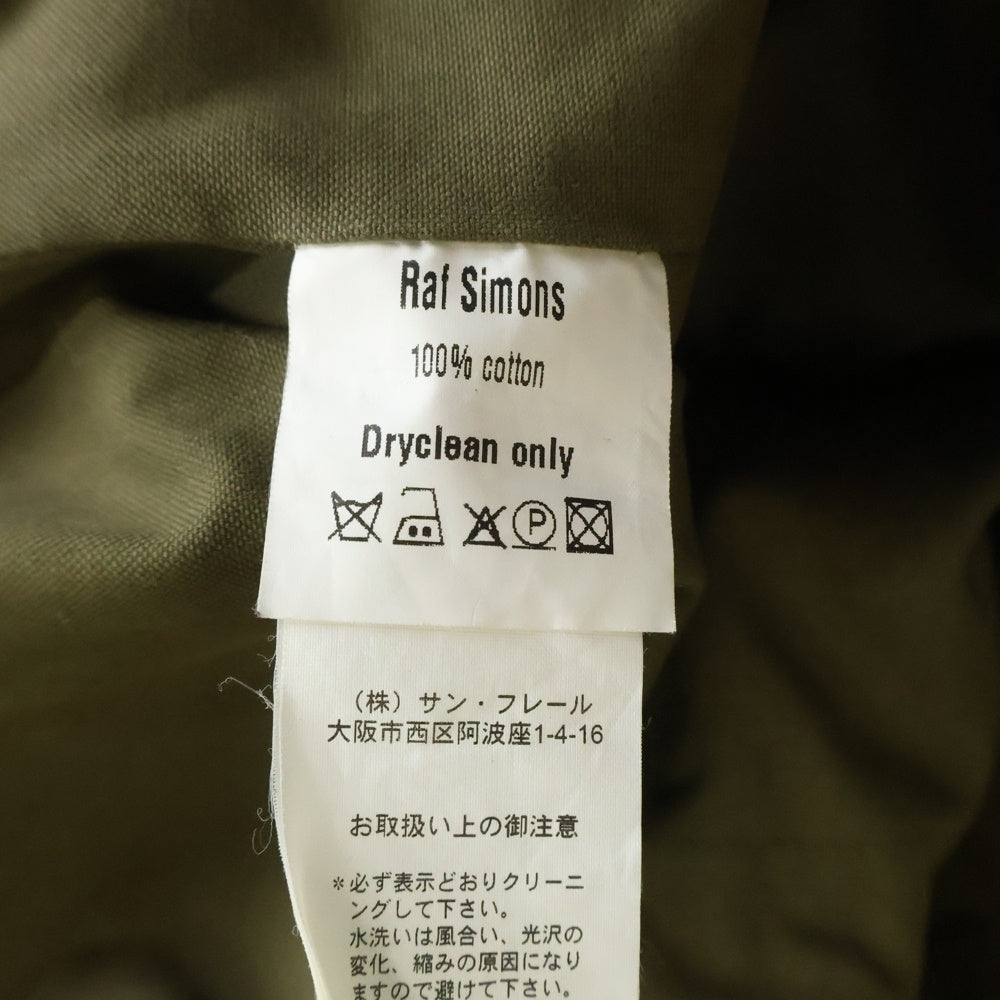 Raf Simons
100% cotton
Dryclean only
P
（株）サン・フレール
大阪市西区阿波座1-4-16
お取扱い上の御注意
＊必ず表示どおりクリーニ
ングして下さい。
水洗いは風合い、光沢の
変化、縮みの原因になり
ますので避けて下さい。